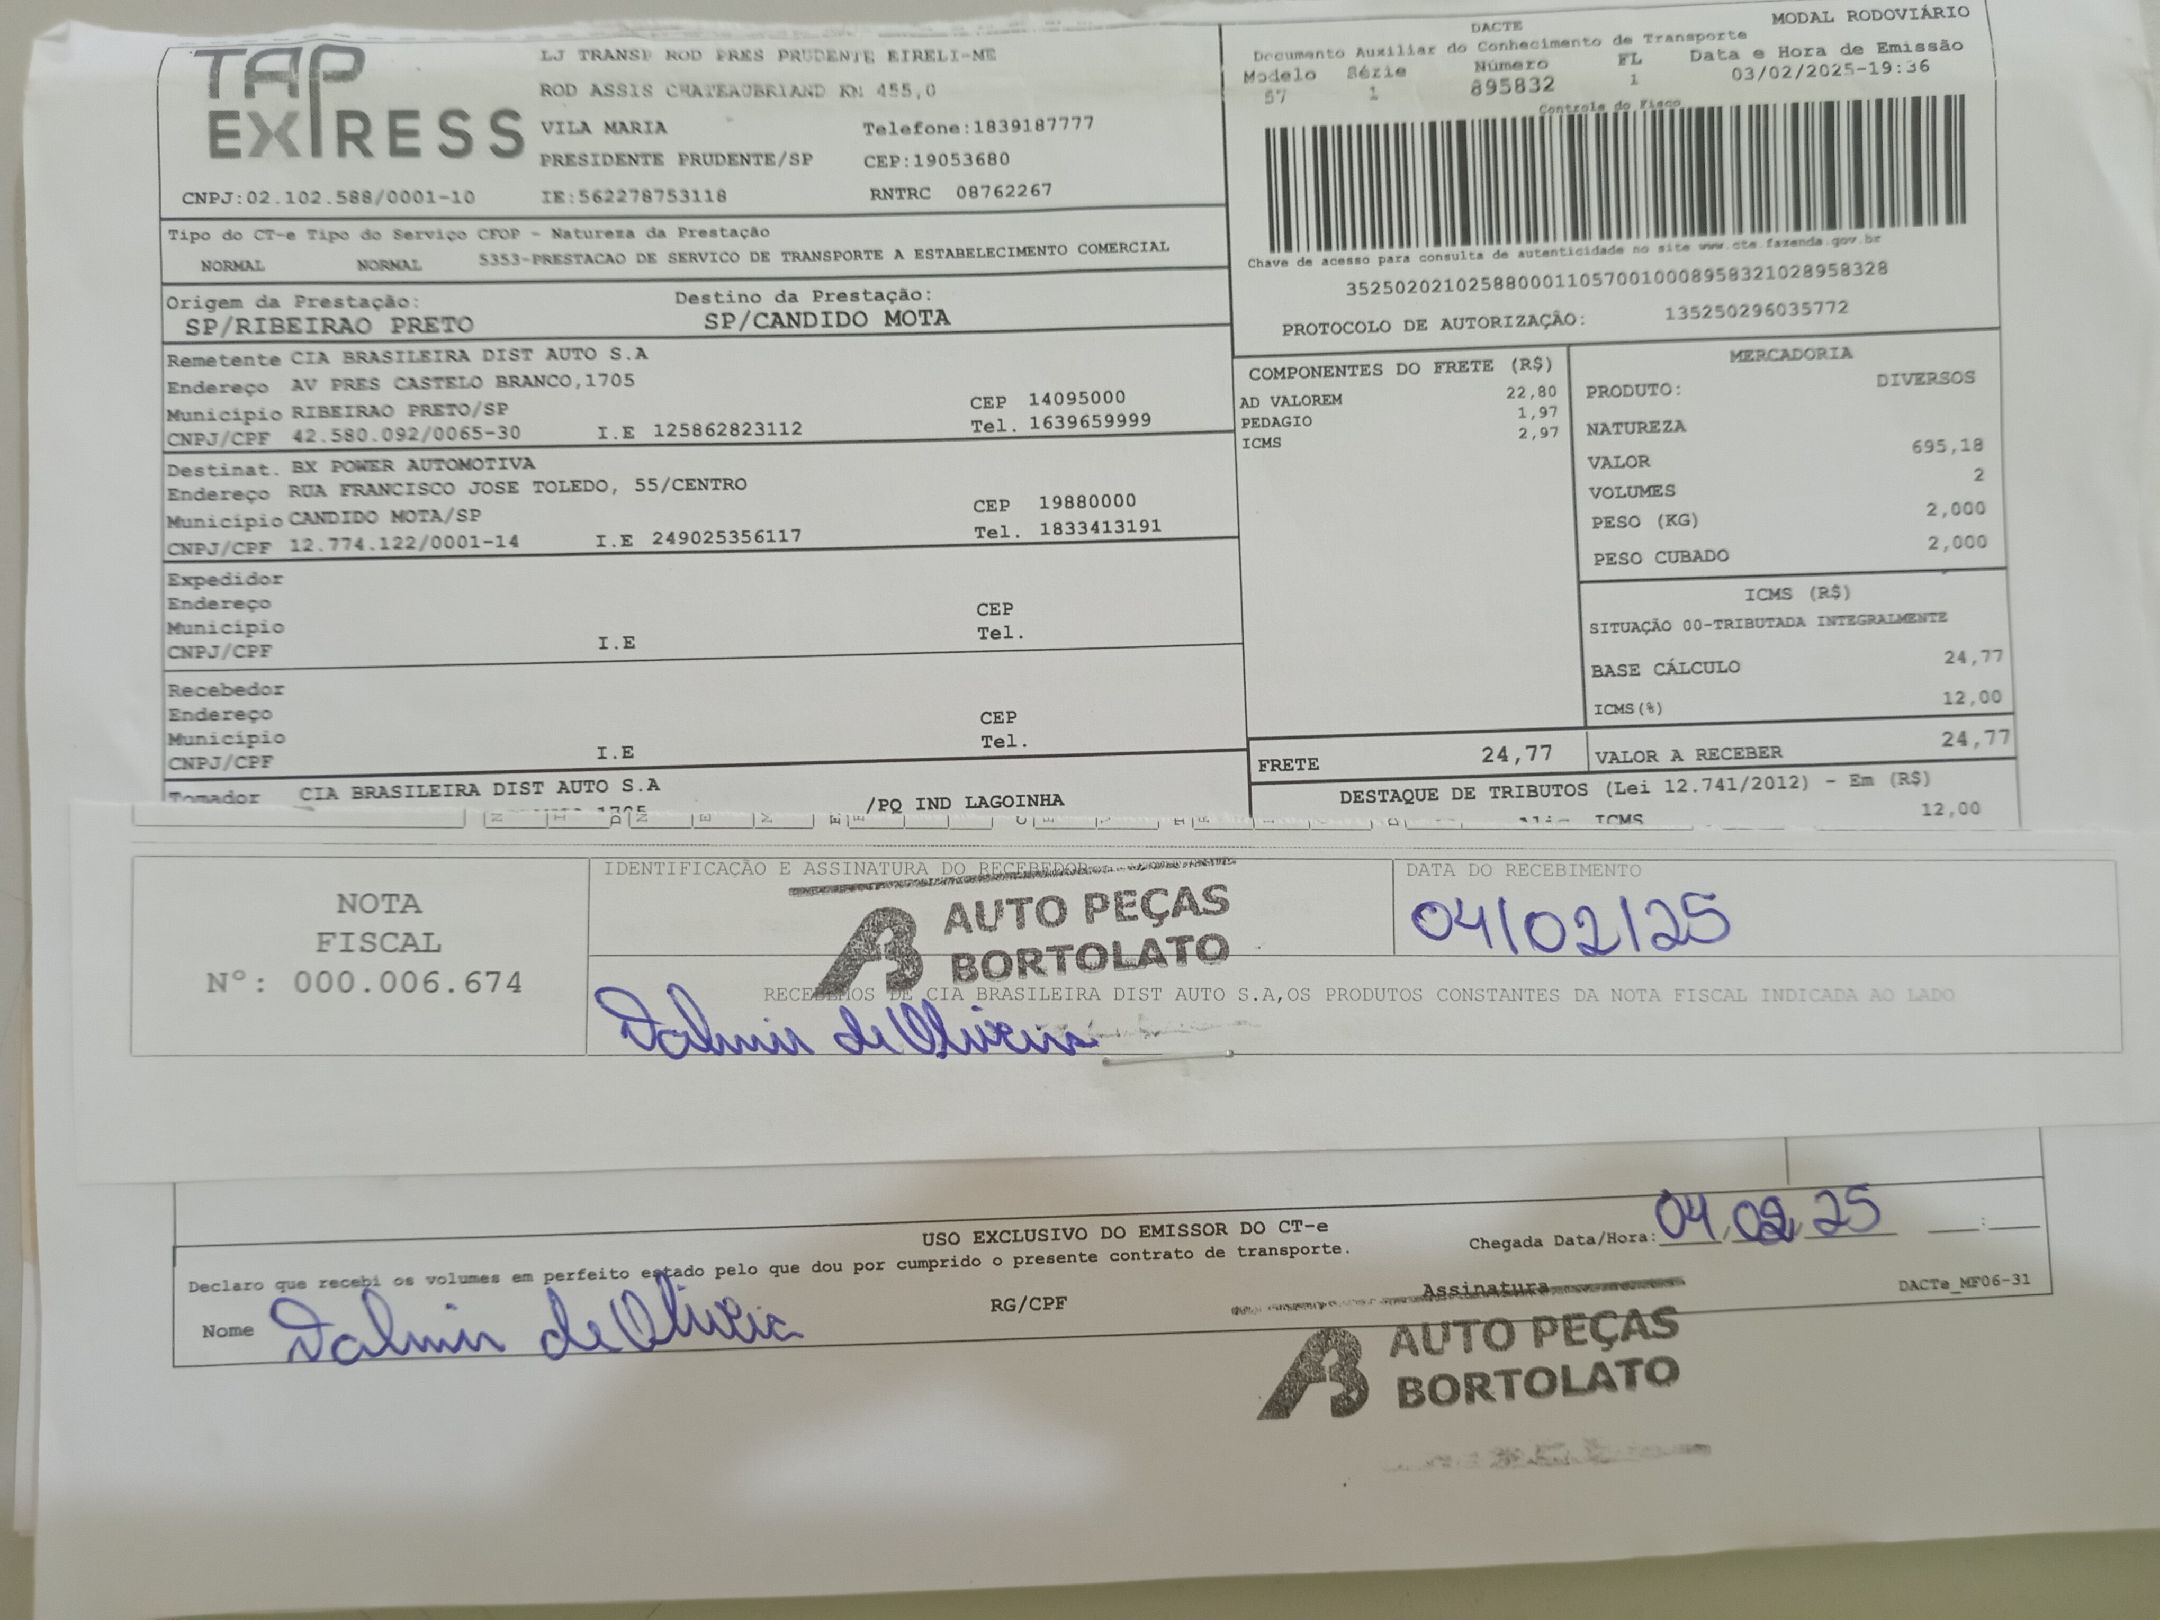 TAP EXPRESS
LJ TRANSP ROD PRES PRUDENTE EIRELI-ME
ROD ASSIS CHATEAUBRIAND KM 455,0
VILA MARIA Telefone:1839187777
PRESIDENTE PRUDENTE/SP CEP:19053680
CNPJ:02.102.588/0001-10 IE:562278753118 RNTRC 08762267
DACTE MODAL RODOVIÁRIO
Documento Auxiliar do Conhecimento de Transporte
Modelo Série Número FL Data e Hora de Emissão
57 1 895832 1 03/02/2025-19:36
Controle do Fisco
Chave de acesso para consulta de autenticidade no site www.cte.fazenda.gov.br
35250202102588000110570010008958321028958328
PROTOCOLO DE AUTORIZAÇÃO: 135250296035772
Tipo do CT-e Tipo do Serviço CFOP - Natureza da Prestação
NORMAL NORMAL 5353-PRESTACAO DE SERVICO DE TRANSPORTE A ESTABELECIMENTO COMERCIAL
Origem da Prestação: Destino da Prestação:
SP/RIBEIRAO PRETO SP/CANDIDO MOTA
Remetente CIA BRASILEIRA DIST AUTO S.A
Endereço AV PRES CASTELO BRANCO,1705
Município RIBEIRAO PRETO/SP CEP 14095000
CNPJ/CPF 42.580.092/0065-30 I.E 125862823112 Tel. 1639659999
Destinat. BX POWER AUTOMOTIVA
Endereço RUA FRANCISCO JOSE TOLEDO, 55/CENTRO
Município CANDIDO MOTA/SP CEP 19880000
CNPJ/CPF 12.774.122/0001-14 I.E 249025356117 Tel. 1833413191
Expedidor
Endereço
Município CEP
CNPJ/CPF I.E Tel.
Recebedor
Endereço
Município CEP
CNPJ/CPF I.E Tel.
Tomador CIA BRASILEIRA DIST AUTO S.A
/PQ IND LAGOINHA
COMPONENTES DO FRETE (R$)
AD VALOREM 22,80
PEDAGIO 1,97
ICMS 2,97
MERCADORIA
PRODUTO: DIVERSOS
NATUREZA
VALOR 695,18
VOLUMES 2
PESO (KG) 2,000
PESO CUBADO 2,000
ICMS (R$)
SITUAÇÃO 00-TRIBUTADA INTEGRALMENTE
BASE CÁLCULO 24,77
ICMS(%) 12,00
FRETE 24,77 VALOR A RECEBER 24,77
DESTAQUE DE TRIBUTOS (Lei 12.741/2012) - Em (R$)
ICMS 12,00
NOTA
FISCAL
Nº: 000.006.674
IDENTIFICAÇÃO E ASSINATURA DO RECEBEDOR
AUTO PEÇAS
BORTOLATO
DATA DO RECEBIMENTO
04/02/25
RECEBEMOS DE CIA BRASILEIRA DIST AUTO S.A,OS PRODUTOS CONSTANTES DA NOTA FISCAL INDICADA AO LADO
Dalmir de Oliveira
USO EXCLUSIVO DO EMISSOR DO CT-e
Declaro que recebi os volumes em perfeito estado pelo que dou por cumprido o presente contrato de transporte.
Chegada Data/Hora: 04/02/25 __:__
Nome Dalmir de Oliveira RG/CPF Assinatura
DACTe_MF06-31
AUTO PEÇAS
BORTOLATO